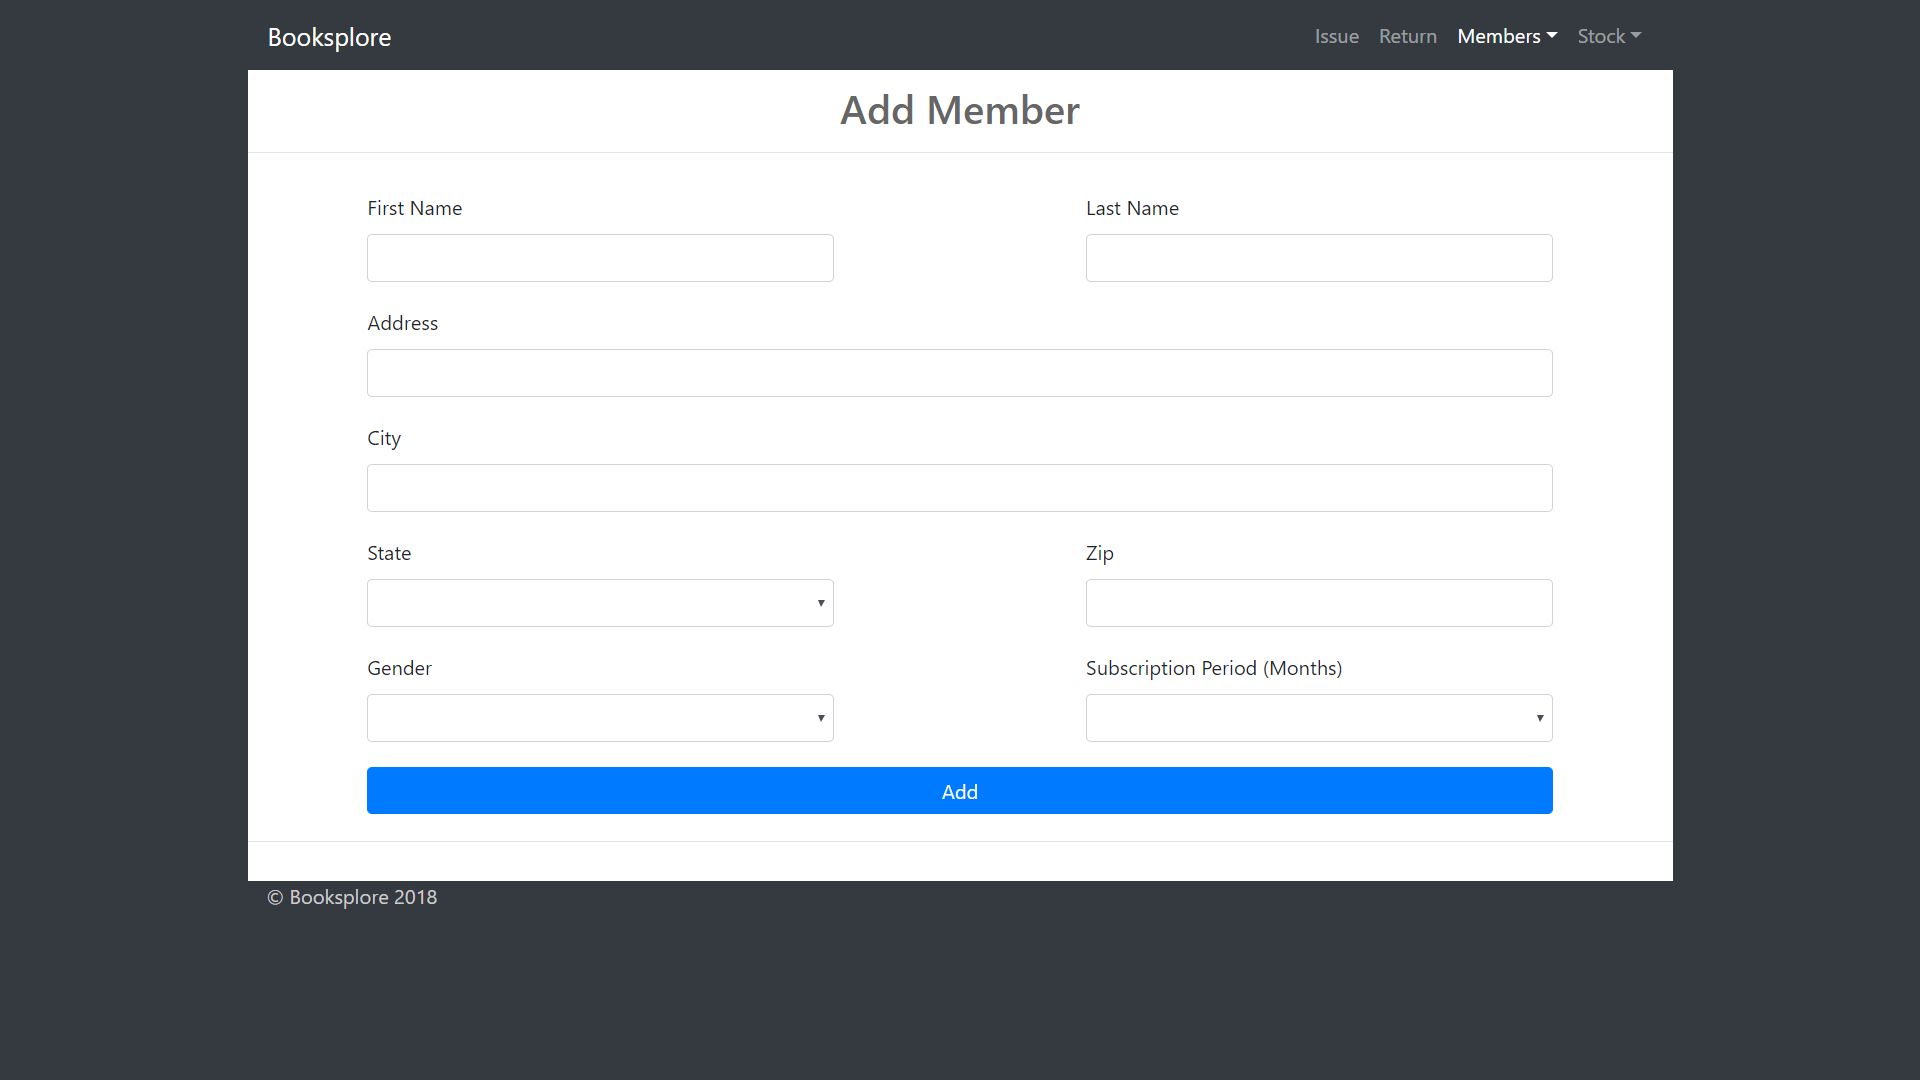 Booksplore Issue Return Members Stock
Add Member
First Name Last Name
Address
City
State Zip
Gender Subscription Period (Months)
Add
© Booksplore 2018